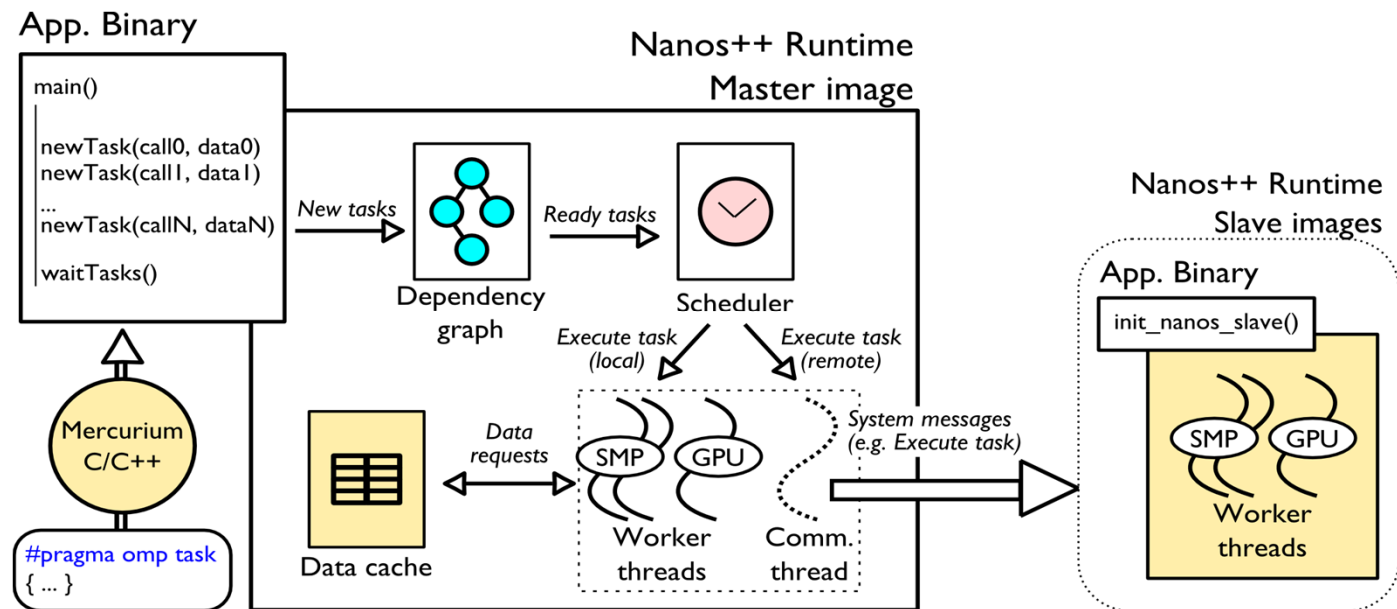 App. Binary
main()
newTask(call0, data0)
newTask(call1, data1)
...
newTask(callN, dataN)
waitTasks()
Mercurium
C/C++
#pragma omp task
{ ... }
Nanos++ Runtime
Master image
New tasks
Dependency
graph
Ready tasks
Scheduler
Execute task
(local)
Execute task
(remote)
Data cache
Data
requests
SMP
GPU
Worker
threads
Comm.
thread
System messages
(e.g. Execute task)
Nanos++ Runtime
Slave images
App. Binary
init_nanos_slave()
SMP
GPU
Worker
threads